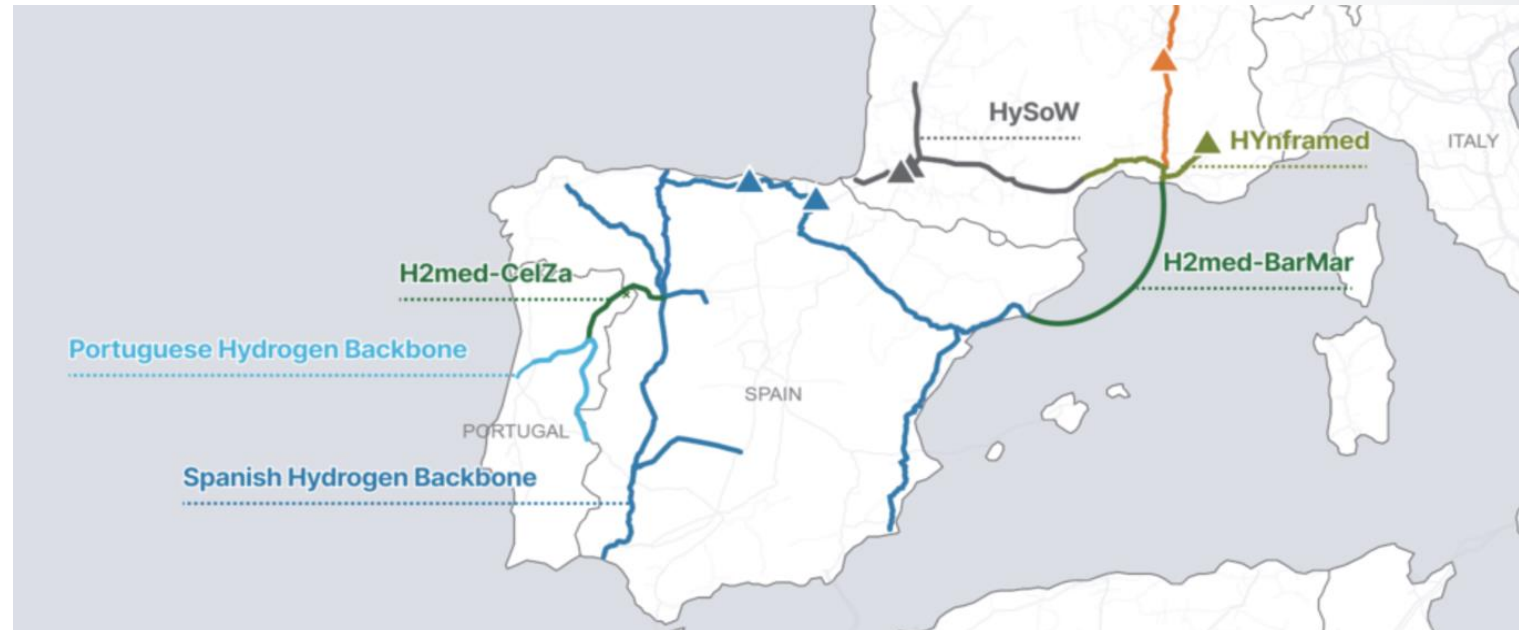 HySoW
HYnframed
ITALY
H2med-CelZa
H2med-BarMar
Portuguese Hydrogen Backbone
SPAIN
PORTUGAL
Spanish Hydrogen Backbone